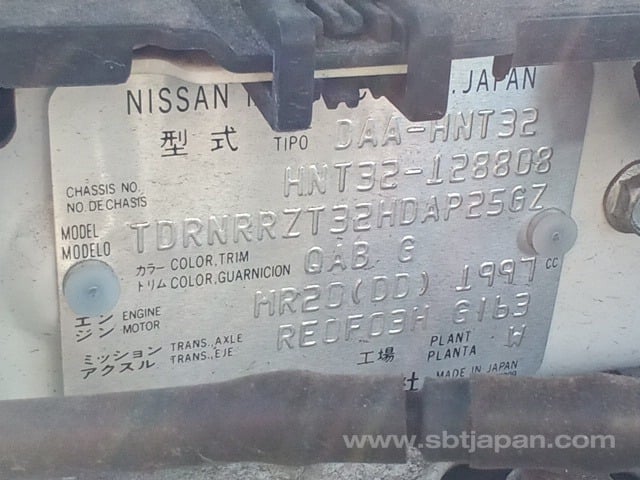 NISSAN
JAPAN
型式 TIPO DAA-HNT32
CHASSIS NO.
NO.DE CHASIS HNT32-128808
MODEL
MODELO TDRNRRZT32HDAP25GZ
カラー COLOR,TRIM
トリム COLOR,GUARNICION QAB G
エン
ジン ENGINE
MOTOR MR20(DD) 1997 CC
ミッション
アクスル TRANS.,AXLE
TRANS.,EJE RE0F03H G163
工場 PLANT
PLANTA W
社 MADE IN JAPAN
www.sbtjapan.com